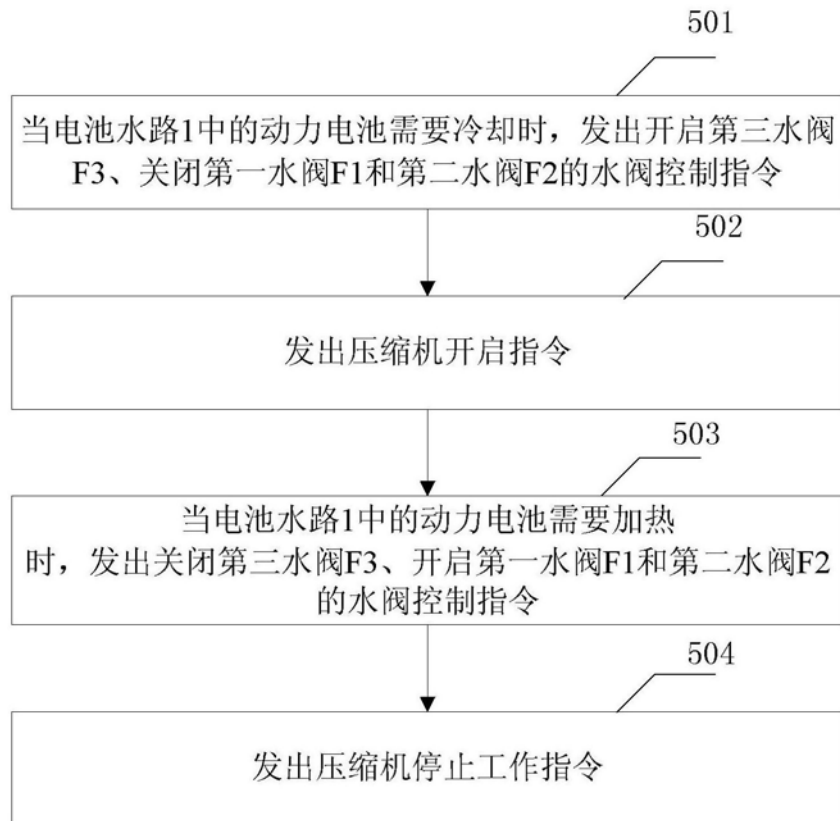 501
当电池水路1中的动力电池需要冷却时，发出开启第三水阀
F3、关闭第一水阀F1和第二水阀F2的水阀控制指令
502
发出压缩机开启指令
503
当电池水路1中的动力电池需要加热
时，发出关闭第三水阀F3、开启第一水阀F1和第二水阀F2
的水阀控制指令
504
发出压缩机停止工作指令